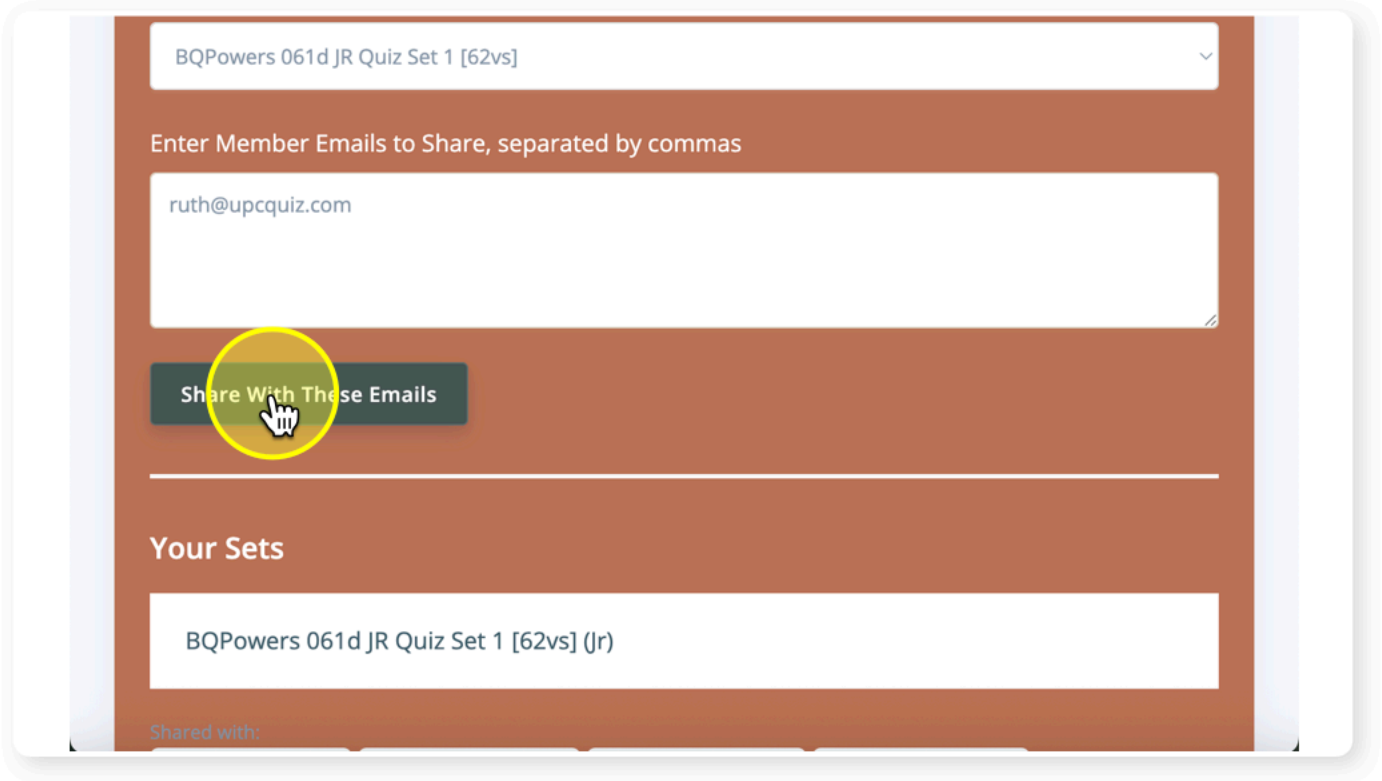 BQPowers 061d JR Quiz Set 1 [62vs]
Enter Member Emails to Share, separated by commas
ruth@upcquiz.com
Share With These Emails
Your Sets
BQPowers 061d JR Quiz Set 1 [62vs] (Jr)
Shared with: